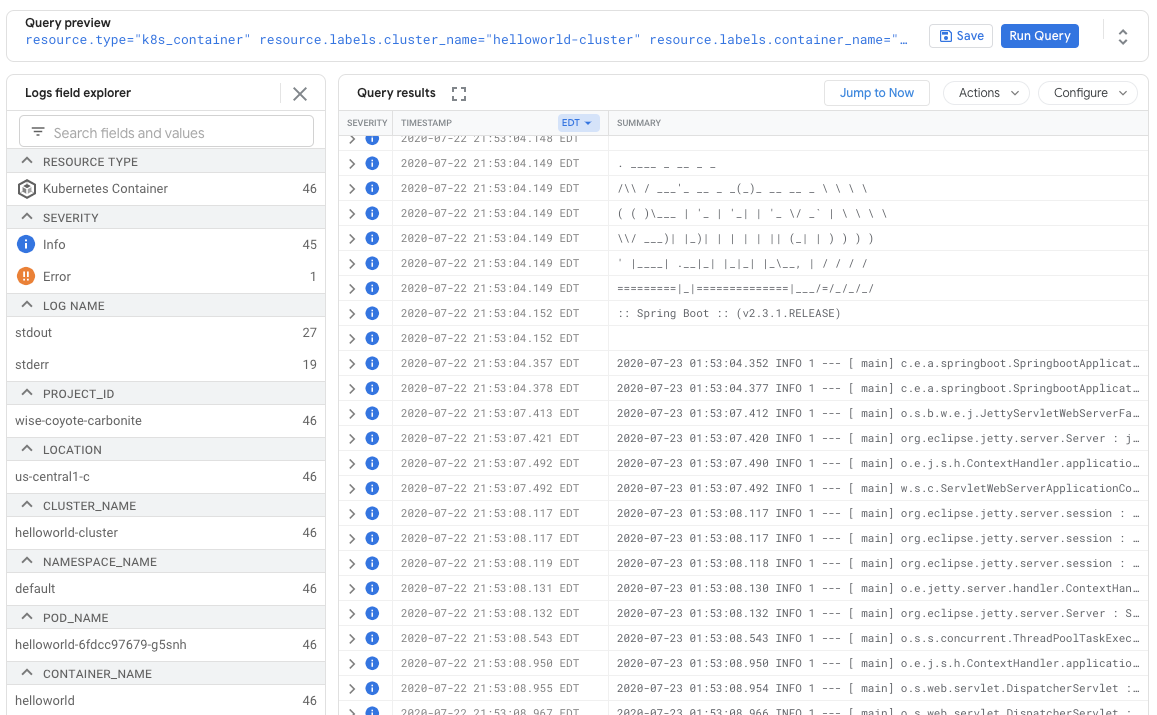 Query preview
resource.type="k8s_container" resource.labels.cluster_name="helloworld-cluster" resource.labels.container_name="…
Save
Run Query
Logs field explorer
Search fields and values
RESOURCE TYPE
Kubernetes Container 46
SEVERITY
Info 45
Error 1
LOG NAME
stdout 27
stderr 19
PROJECT_ID
wise-coyote-carbonite 46
LOCATION
us-central1-c 46
CLUSTER_NAME
helloworld-cluster 46
NAMESPACE_NAME
default 46
POD_NAME
helloworld-6fdcc97679-g5snh 46
CONTAINER_NAME
helloworld 46
Query results
Jump to Now
Actions
Configure
SEVERITY TIMESTAMP EDT SUMMARY
2020-07-22 21:53:04.148 EDT
2020-07-22 21:53:04.149 EDT . ____ _ __ _ _
2020-07-22 21:53:04.149 EDT /\\ / ___'_ __ _ _(_)_ __ __ _ \ \ \ \
2020-07-22 21:53:04.149 EDT ( ( )\___ | '_ | '_| | '_ \/ _` | \ \ \ \
2020-07-22 21:53:04.149 EDT \\/ ___)| |_)| | | | | || (_| | ) ) ) )
2020-07-22 21:53:04.149 EDT ' |____| .__|_| |_|_| |_\__, | / / / /
2020-07-22 21:53:04.149 EDT =========|_|==============|___/=/_/_/_/
2020-07-22 21:53:04.152 EDT :: Spring Boot :: (v2.3.1.RELEASE)
2020-07-22 21:53:04.152 EDT
2020-07-22 21:53:04.357 EDT 2020-07-23 01:53:04.352 INFO 1 --- [ main] c.e.a.springboot.SpringbootApplicat…
2020-07-22 21:53:04.378 EDT 2020-07-23 01:53:04.377 INFO 1 --- [ main] c.e.a.springboot.SpringbootApplicat…
2020-07-22 21:53:07.413 EDT 2020-07-23 01:53:07.412 INFO 1 --- [ main] o.s.b.w.e.j.JettyServletWebServerFa…
2020-07-22 21:53:07.421 EDT 2020-07-23 01:53:07.420 INFO 1 --- [ main] org.eclipse.jetty.server.Server : j…
2020-07-22 21:53:07.492 EDT 2020-07-23 01:53:07.490 INFO 1 --- [ main] o.e.j.s.h.ContextHandler.applicatio…
2020-07-22 21:53:07.492 EDT 2020-07-23 01:53:07.492 INFO 1 --- [ main] w.s.c.ServletWebServerApplicationCo…
2020-07-22 21:53:08.117 EDT 2020-07-23 01:53:08.117 INFO 1 --- [ main] org.eclipse.jetty.server.session : …
2020-07-22 21:53:08.117 EDT 2020-07-23 01:53:08.117 INFO 1 --- [ main] org.eclipse.jetty.server.session : …
2020-07-22 21:53:08.119 EDT 2020-07-23 01:53:08.118 INFO 1 --- [ main] org.eclipse.jetty.server.session : …
2020-07-22 21:53:08.131 EDT 2020-07-23 01:53:08.130 INFO 1 --- [ main] o.e.jetty.server.handler.ContextHan…
2020-07-22 21:53:08.132 EDT 2020-07-23 01:53:08.132 INFO 1 --- [ main] org.eclipse.jetty.server.Server : S…
2020-07-22 21:53:08.543 EDT 2020-07-23 01:53:08.543 INFO 1 --- [ main] o.s.s.concurrent.ThreadPoolTaskExec…
2020-07-22 21:53:08.950 EDT 2020-07-23 01:53:08.950 INFO 1 --- [ main] o.e.j.s.h.ContextHandler.applicatio…
2020-07-22 21:53:08.955 EDT 2020-07-23 01:53:08.954 INFO 1 --- [ main] o.s.web.servlet.DispatcherServlet :…
2020-07-22 21:53:08.967 EDT 2020-07-23 01:53:08.966 INFO 1 --- [ main] o.s.web.servlet.DispatcherServlet :…